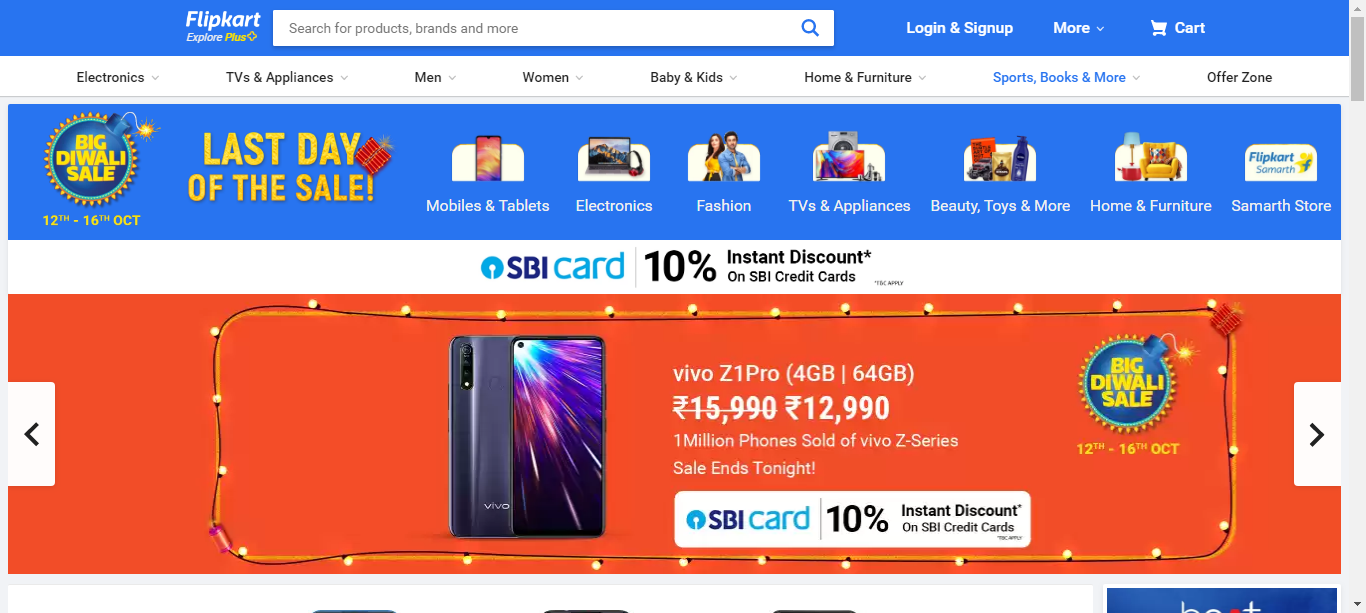 Flipkart
Explore Plus
Search for products, brands and more
Login & Signup
More
Cart
Electronics
TVs & Appliances
Men
Women
Baby & Kids
Home & Furniture
Sports, Books & More
Offer Zone
BIG
DIWALI
SALE
12TH - 16TH OCT
LAST DAY
OF THE SALE!
Mobiles & Tablets
Electronics
Fashion
TVs & Appliances
Beauty, Toys & More
Home & Furniture
Flipkart
Samarth
Samarth Store
SBI card
10%
Instant Discount*
On SBI Credit Cards
*T&C APPLY
vivo
vivo Z1Pro (4GB | 64GB)
₹15,990 ₹12,990
1Million Phones Sold of vivo Z-Series
Sale Ends Tonight!
SBI card
10%
Instant Discount*
On SBI Credit Cards
*T&C APPLY
BIG
DIWALI
SALE
12TH - 16TH OCT